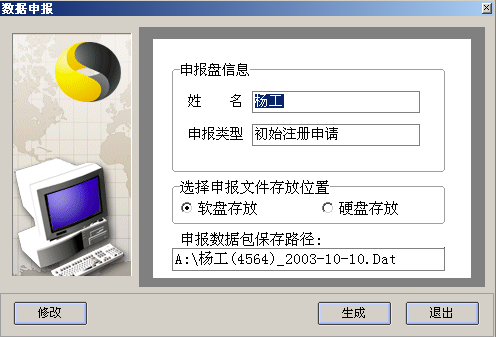 数据申报
申报盘信息
姓 名 杨工
申报类型 初始注册申请
选择申报文件存放位置
软盘存放 硬盘存放
申报数据包保存路径:
A:\杨工(4564)_2003-10-10.Dat
修改 生成 退出